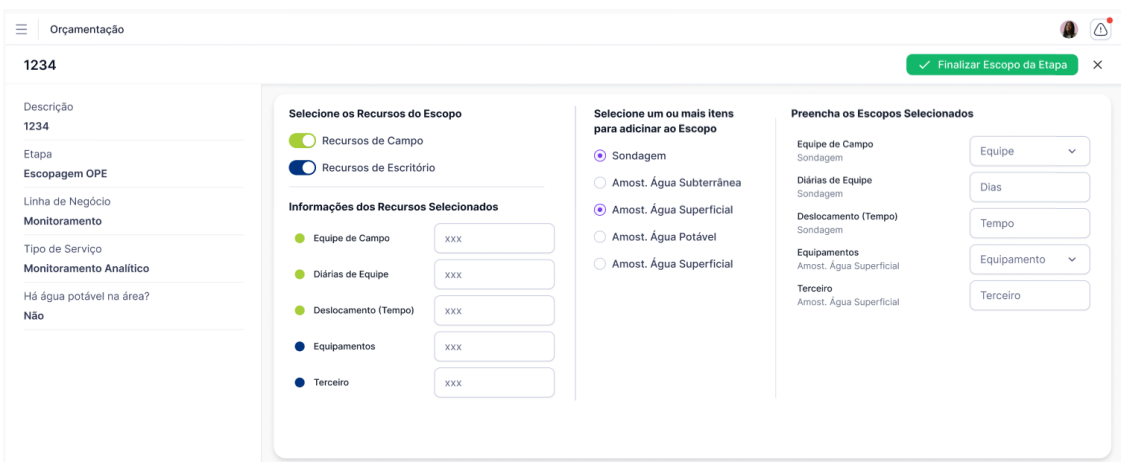 Orçamentação
1234
Finalizar Escopo da Etapa
Descrição
1234
Etapa
Escopagem OPE
Linha de Negócio
Monitoramento
Tipo de Serviço
Monitoramento Analítico
Há água potável na área?
Não
Selecione os Recursos do Escopo
Recursos de Campo
Recursos de Escritório
Informações dos Recursos Selecionados
Equipe de Campo xxx
Diárias de Equipe xxx
Deslocamento (Tempo) xxx
Equipamentos xxx
Terceiro xxx
Selecione um ou mais itens
para adicinar ao Escopo
Sondagem
Amost. Água Subterrânea
Amost. Água Superficial
Amost. Água Potável
Amost. Água Superficial
Preencha os Escopos Selecionados
Equipe de Campo
Sondagem
Equipe
Diárias de Equipe
Sondagem
Dias
Deslocamento (Tempo)
Sondagem
Tempo
Equipamentos
Amost. Água Superficial
Equipamento
Terceiro
Amost. Água Superficial
Terceiro